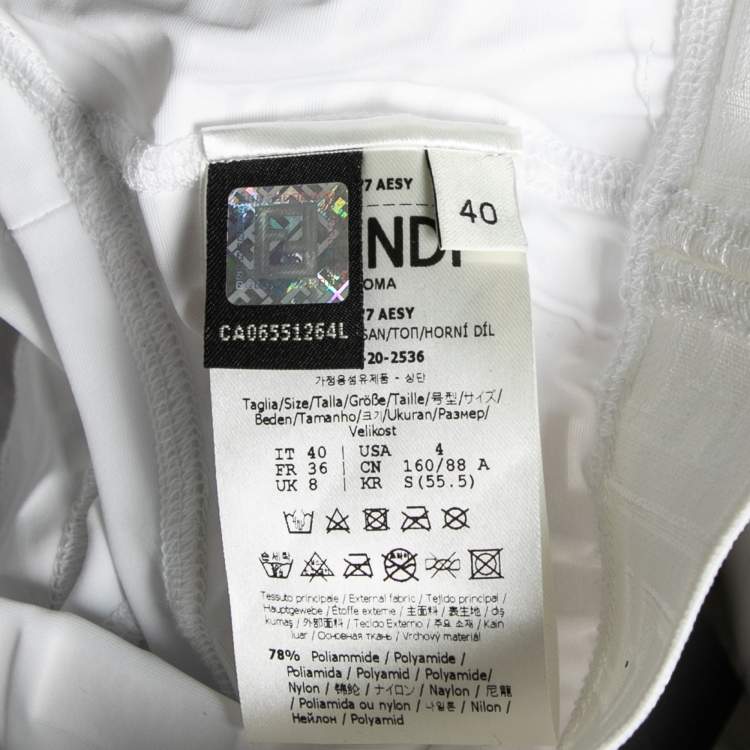 7 AESY
40
NDI
OMA
CA06551264L
7 AESY
SAN/ТОП/HORNÍ DÍL
-20-2536
가정용섬유제품 - 상단
Taglia/Size/Talla/Größe/Taille/号型/サイズ/
Beden/Tamanho/크기/Ukuran/Размер/
Velikost
IT 40 | USA 4
FR 36 | CN 160/88 A
UK 8 | KR S(55.5)
손세탁
Tessuto principale / External fabric / Tejido principal /
Hauptgewebe / Étoffe externe / 主面料 / 裏生地 / dış
kumaş / 外部面料 / Tecido Externo / 주요 소재 / Kain
luar / Основная ткань / Vrchový materiál
78% Poliammide / Polyamide /
Poliamida / Polyamid / Polyamide/
Nylon / 锦纶 / ナイロン / Naylon / 尼龍
/ Poliamida ou nylon / 나일론 / Nilon /
Нейлон / Polyamid